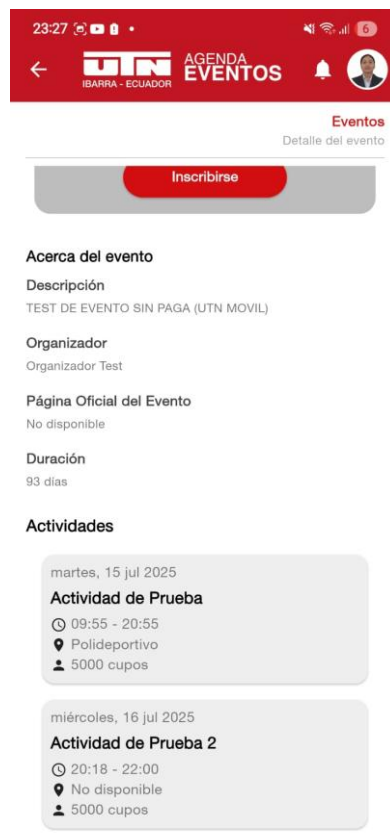 23:27
6
UTN
IBARRA - ECUADOR
AGENDA
EVENTOS
Eventos
Detalle del evento
Inscribirse
Acerca del evento
Descripción
TEST DE EVENTO SIN PAGA (UTN MOVIL)
Organizador
Organizador Test
Página Oficial del Evento
No disponible
Duración
93 días
Actividades
martes, 15 jul 2025
Actividad de Prueba
09:55 - 20:55
Polideportivo
5000 cupos
miércoles, 16 jul 2025
Actividad de Prueba 2
20:18 - 22:00
No disponible
5000 cupos